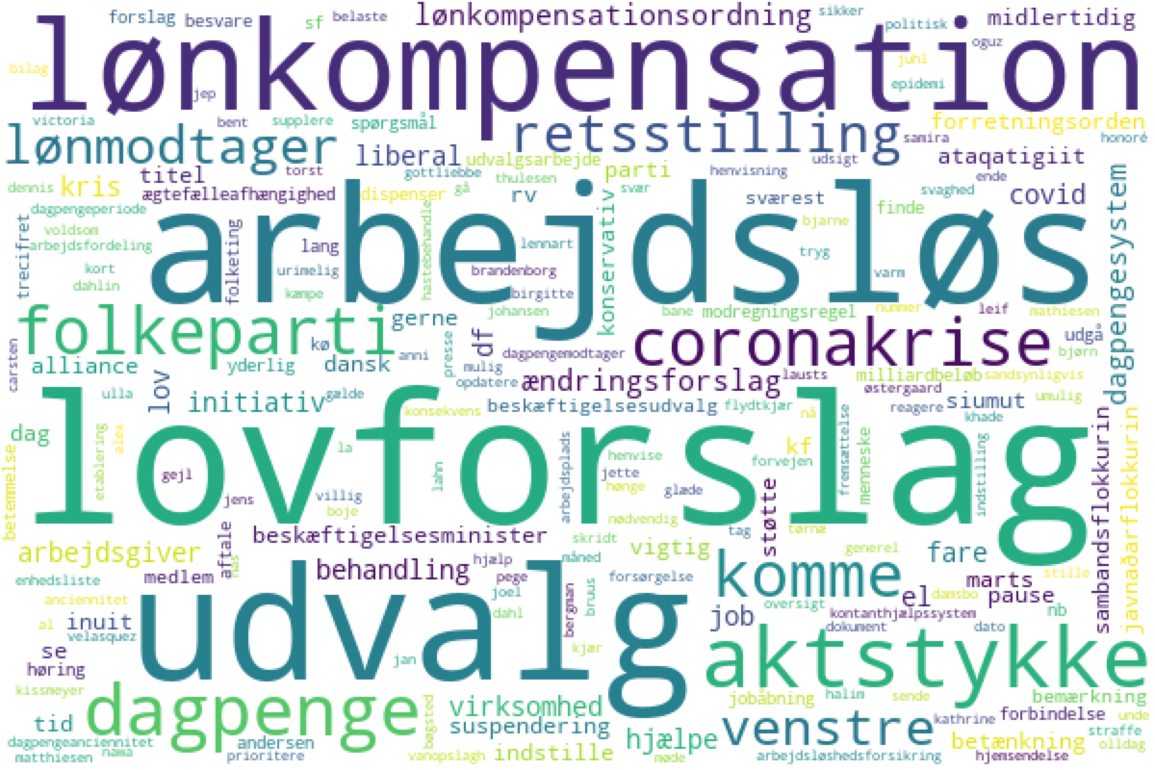 forslag besvare sf belaste lønkompensationsordning sikker politisk midlertidig
lønkompensation
bilag jep oguz juhl epidemi
victoria bent supplere spørgsmål retsstilling samira forretningsorden honoré
lønmodtager liberal udvalgsarbejde parti henvisning udsigt ataqatigiit
dennis kris titel torst gottliebbe thulesen ende
ægtefælleafhængighed dispenser gå rv svær sværest svaghed covid
dagpengeperiode finde bjarne
arbejdsløs
voldsom arbejdsfordeling trecifret folketing lang lennart konservativ tryg dagpengesystem
kort urimelig hastebehandle brandenborg varm
dahlin kæmpe birgitte
folkeparti johansen bane modregningsregel nummer leif mathiesen
gerne df coronakrise udgå
carsten kø anni presse dagpengemodtager bjørn
alliance yderlig dansk mulig opdatere ændringsforslag lausts milliardbeløb sandsynligvis
ulla lov initiativ gælde konsekvens beskæftigelsesudvalg flydtkjær østergaard reagere nå siumut umulig
khade
lovforslag
dag alex etablering la kf fremsættelse
betemmelse gejl lahn arbejdsplads henvise forvejen menneske indstilling sambandsflokkurin javnaðarflokkurin
jens villig jette glæde
boje hænge nødvendig tag tørnæ støtte
beskæftigelsesminister skridt
arbejdsgiver aftale måned vigtig generel fare
enhedsliste has medlem behandling hjælp pege forsørgelse komme marts stille
anciennitet joel bruus oversigt el damsbo pause
udvalg
al inuit dahl bergman job kontanthjælpssystem nb
velasquez dokument dato
se kjær aktstykke
høring jan
kissmeyer dagpenge bøgsted virksomhed jobåbning halim sende bemærkning
tid suspendering venstre kathrine forbindelse unde
straffe
dagpengeanciennitet andersen hjælpe betænkning olldag
matthiesen nama prioritere vanopslagh indstille møde arbejdsløshedsforsikring hjemsendelse